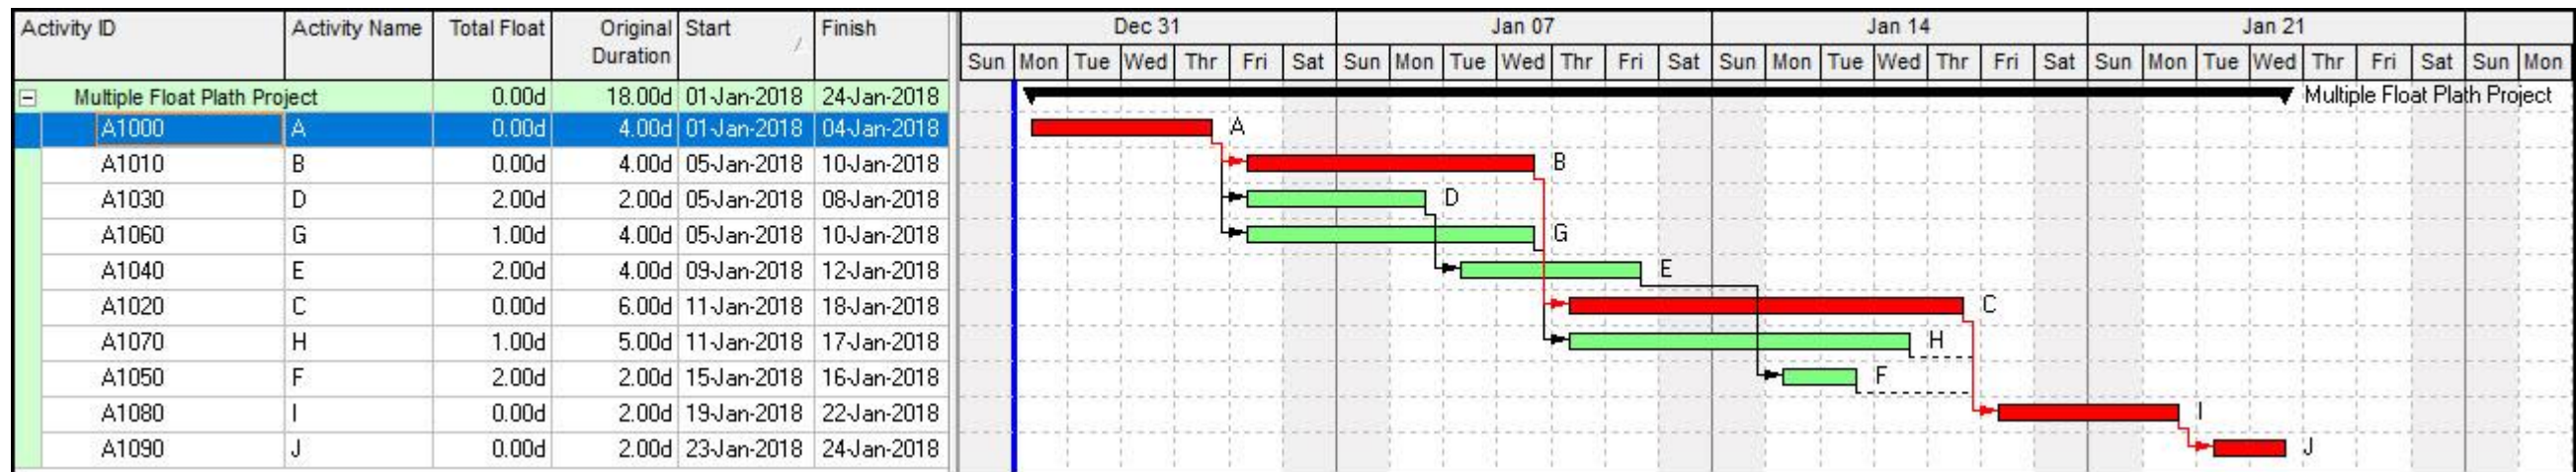 Activity ID Activity Name Total Float Original Duration Start Finish Dec 31 Jan 07 Jan 14 Jan 21
Sun Mon Tue Wed Thr Fri Sat Sun Mon Tue Wed Thr Fri Sat Sun Mon Tue Wed Thr Fri Sat Sun Mon Tue Wed Thr Fri Sat Sun Mon
Multiple Float Plath Project 0.00d 18.00d 01-Jan-2018 24-Jan-2018 Multiple Float Plath Project
A1000 A 0.00d 4.00d 01-Jan-2018 04-Jan-2018 A
A1010 B 0.00d 4.00d 05-Jan-2018 10-Jan-2018 B
A1030 D 2.00d 2.00d 05-Jan-2018 08-Jan-2018 D
A1060 G 1.00d 4.00d 05-Jan-2018 10-Jan-2018 G
A1040 E 2.00d 4.00d 09-Jan-2018 12-Jan-2018 E
A1020 C 0.00d 6.00d 11-Jan-2018 18-Jan-2018 C
A1070 H 1.00d 5.00d 11-Jan-2018 17-Jan-2018 H
A1050 F 2.00d 2.00d 15-Jan-2018 16-Jan-2018 F
A1080 I 0.00d 2.00d 19-Jan-2018 22-Jan-2018 I
A1090 J 0.00d 2.00d 23-Jan-2018 24-Jan-2018 J